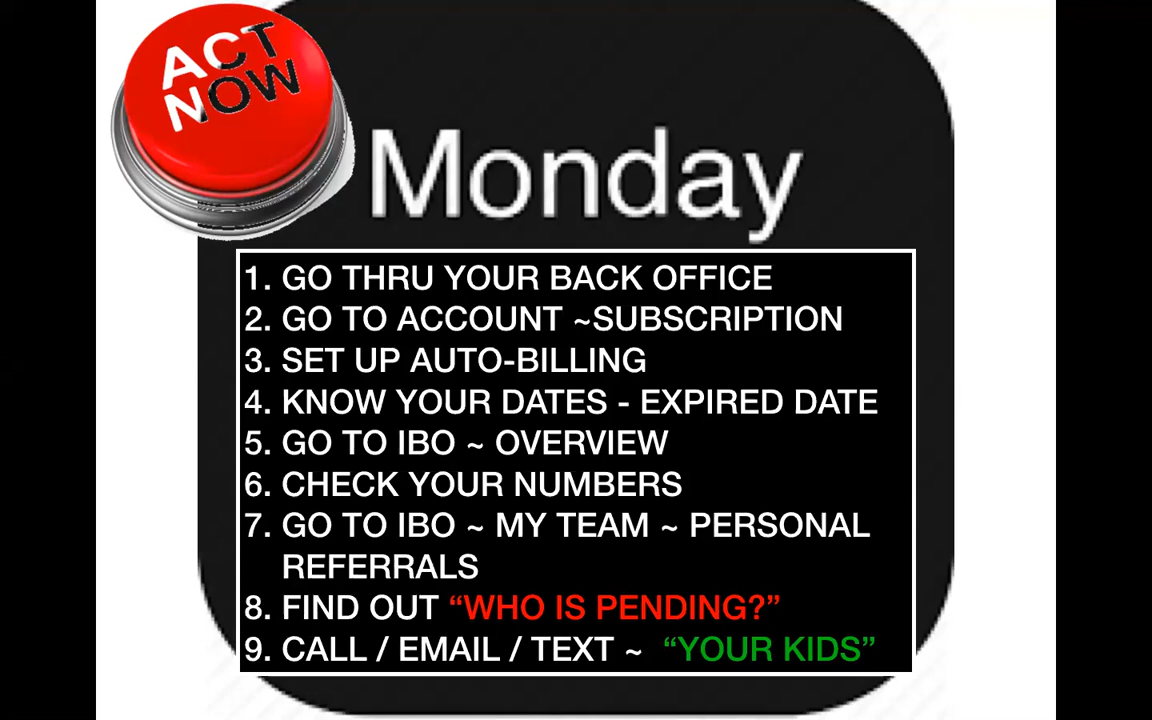 ACT
NOW
Monday
1. GO THRU YOUR BACK OFFICE
2. GO TO ACCOUNT ~SUBSCRIPTION
3. SET UP AUTO-BILLING
4. KNOW YOUR DATES - EXPIRED DATE
5. GO TO IBO ~ OVERVIEW
6. CHECK YOUR NUMBERS
7. GO TO IBO ~ MY TEAM ~ PERSONAL
REFERRALS
8. FIND OUT “WHO IS PENDING?”
9. CALL / EMAIL / TEXT ~ “YOUR KIDS”